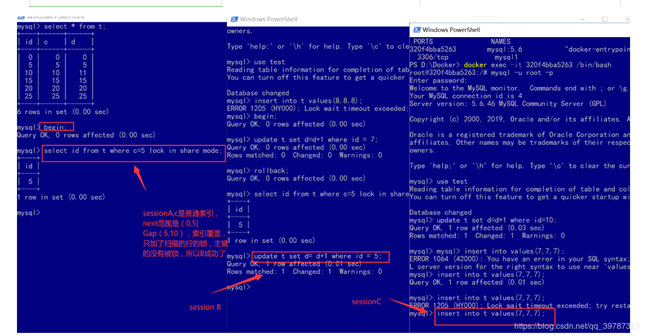 mysql> select * from t;
| id | c | d |
| 0 | 0 | 0 |
| 5 | 5 | 5 |
| 10 | 10 | 11 |
| 15 | 15 | 15 |
| 20 | 20 | 20 |
| 25 | 25 | 25 |
6 rows in set (0.00 sec)
mysql> begin;
Query OK, 0 rows affected (0.00 sec)
mysql> select id from t where c=5 lock in share mode;
| id |
| 5 |
1 row in set (0.00 sec)
mysql>
sessionA,c是普通索引，
next范围是（0,5]
Gap（5,10），索引覆盖，
只加了扫描的行的锁，主键
的没有被锁，所以B成功了
Windows PowerShell
owners.
Type 'help;' or '\h' for help. Type '\c' to cle
mysql> use test
Reading table information for completion of tab
You can turn off this feature to get a quicker
Database changed
mysql> insert into t values(8,8,8);
ERROR 1205 (HY000): Lock wait timeout exceeded;
mysql> begin;
Query OK, 0 rows affected (0.00 sec)
mysql> update t set d=d+1 where id = 7;
Query OK, 0 rows affected (0.00 sec)
Rows matched: 0 Changed: 0 Warnings: 0
mysql> rollback;
Query OK, 0 rows affected (0.00 sec)
mysql> select id from t where c=5 lock in share
| id |
| 5 |
1 row in set (0.00 sec)
mysql> update t set d= d+1 where id = 5;
Query OK, 1 row affected (0.01 sec)
Rows matched: 1 Changed: 1 Warnings: 0
mysql>
session B
Windows PowerShell
PORTS NAMES
320f4bba5263 mysql:5.6 "docker-entrypoin
3306/tcp mysql1
PS D:\Docker> docker exec -it 320f4bba5263 /bin/bash
root@320f4bba5263:/# mysql -u root -p
Enter password:
Welcome to the MySQL monitor. Commands end with ; or \g.
Your MySQL connection id is 4
Server version: 5.6.46 MySQL Community Server (GPL)
Copyright (c) 2000, 2019, Oracle and/or its affiliates. A
Oracle is a registered trademark of Oracle Corporation an
affiliates. Other names may be trademarks of their respec
owners.
Type 'help;' or '\h' for help. Type '\c' to clear the cur
mysql> use test
Reading table information for completion of table and col
You can turn off this feature to get a quicker startup wi
Database changed
mysql> update t set d=d+1 where id=10;
Query OK, 1 row affected (0.03 sec)
Rows matched: 1 Changed: 1 Warnings: 0
mysql> mysql> insert into t values(7,7,7);
ERROR 1064 (42000): You have an error in your SQL syntax;
L server version for the right syntax to use near 'values
mysql> insert into t values(7,7,7);
Query OK, 1 row affected (0.01 sec)
mysql> insert into t values(7,7,7);
ERROR 1205 (HY000): Lock wait timeout exceeded; try resta
mysql> insert into t values(7,7,7);
sessionC